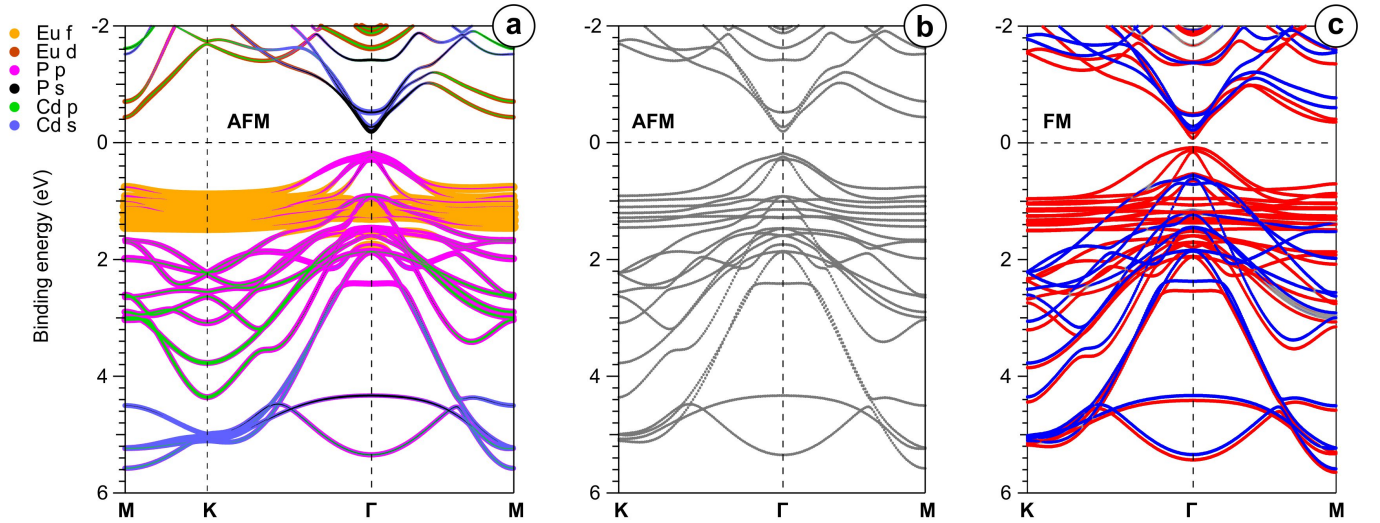 Eu f
Eu d
P p
P s
Cd p
Cd s
Binding energy (eV)
-2
0
2
4
6
AFM
a
M K Γ M
-2
0
2
4
6
AFM
b
K Γ M
-2
0
2
4
6
FM
c
K Γ M